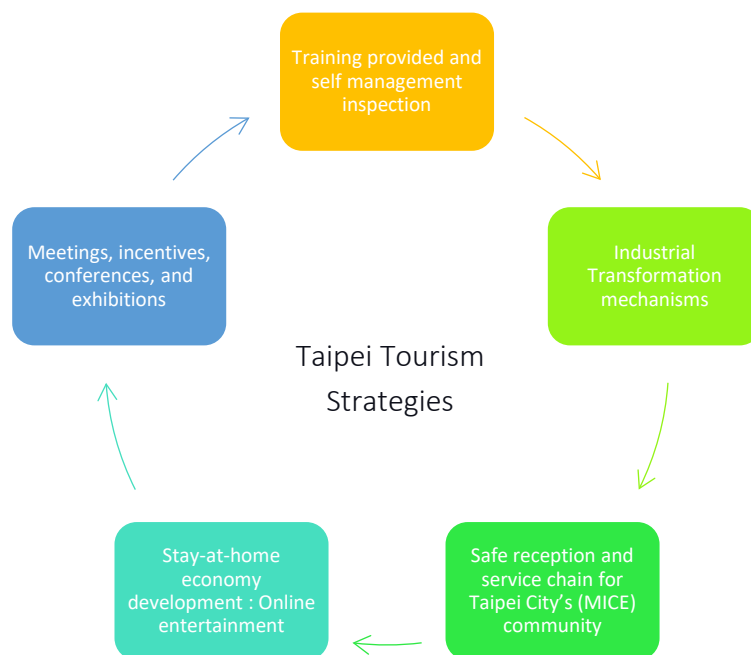 Training provided and
self management
inspection
Industrial
Transformation
mechanisms
Safe reception and
service chain for
Taipei City’s (MICE)
community
Stay-at-home
economy
development : Online
entertainment
Meetings, incentives,
conferences, and
exhibitions
Taipei Tourism
Strategies